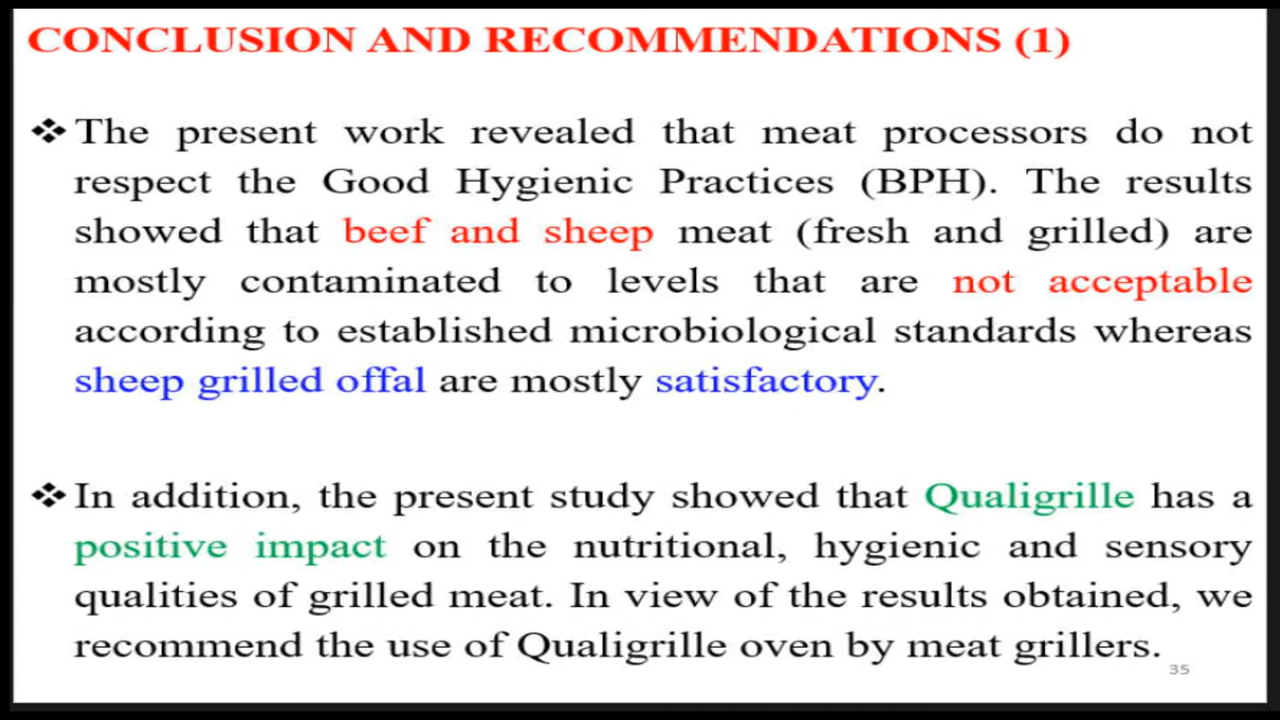 CONCLUSION AND RECOMMENDATIONS (1)
❖ The present work revealed that meat processors do not
respect the Good Hygienic Practices (BPH). The results
showed that beef and sheep meat (fresh and grilled) are
mostly contaminated to levels that are not acceptable
according to established microbiological standards whereas
sheep grilled offal are mostly satisfactory.
❖ In addition, the present study showed that Qualigrille has a
positive impact on the nutritional, hygienic and sensory
qualities of grilled meat. In view of the results obtained, we
recommend the use of Qualigrille oven by meat grillers.
35